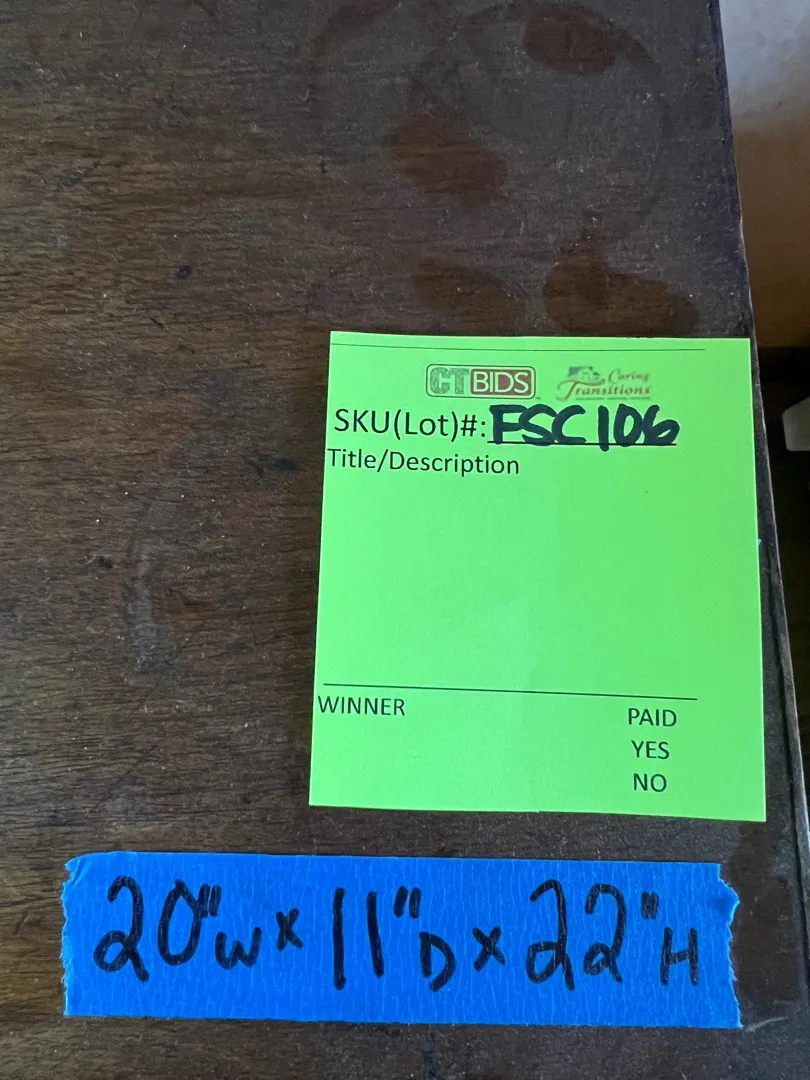 CTBIDS Caring
Transitions
SKU(Lot)#: FSC106
Title/Description
WINNER PAID
YES
NO
20"W x 11"D x 22"H